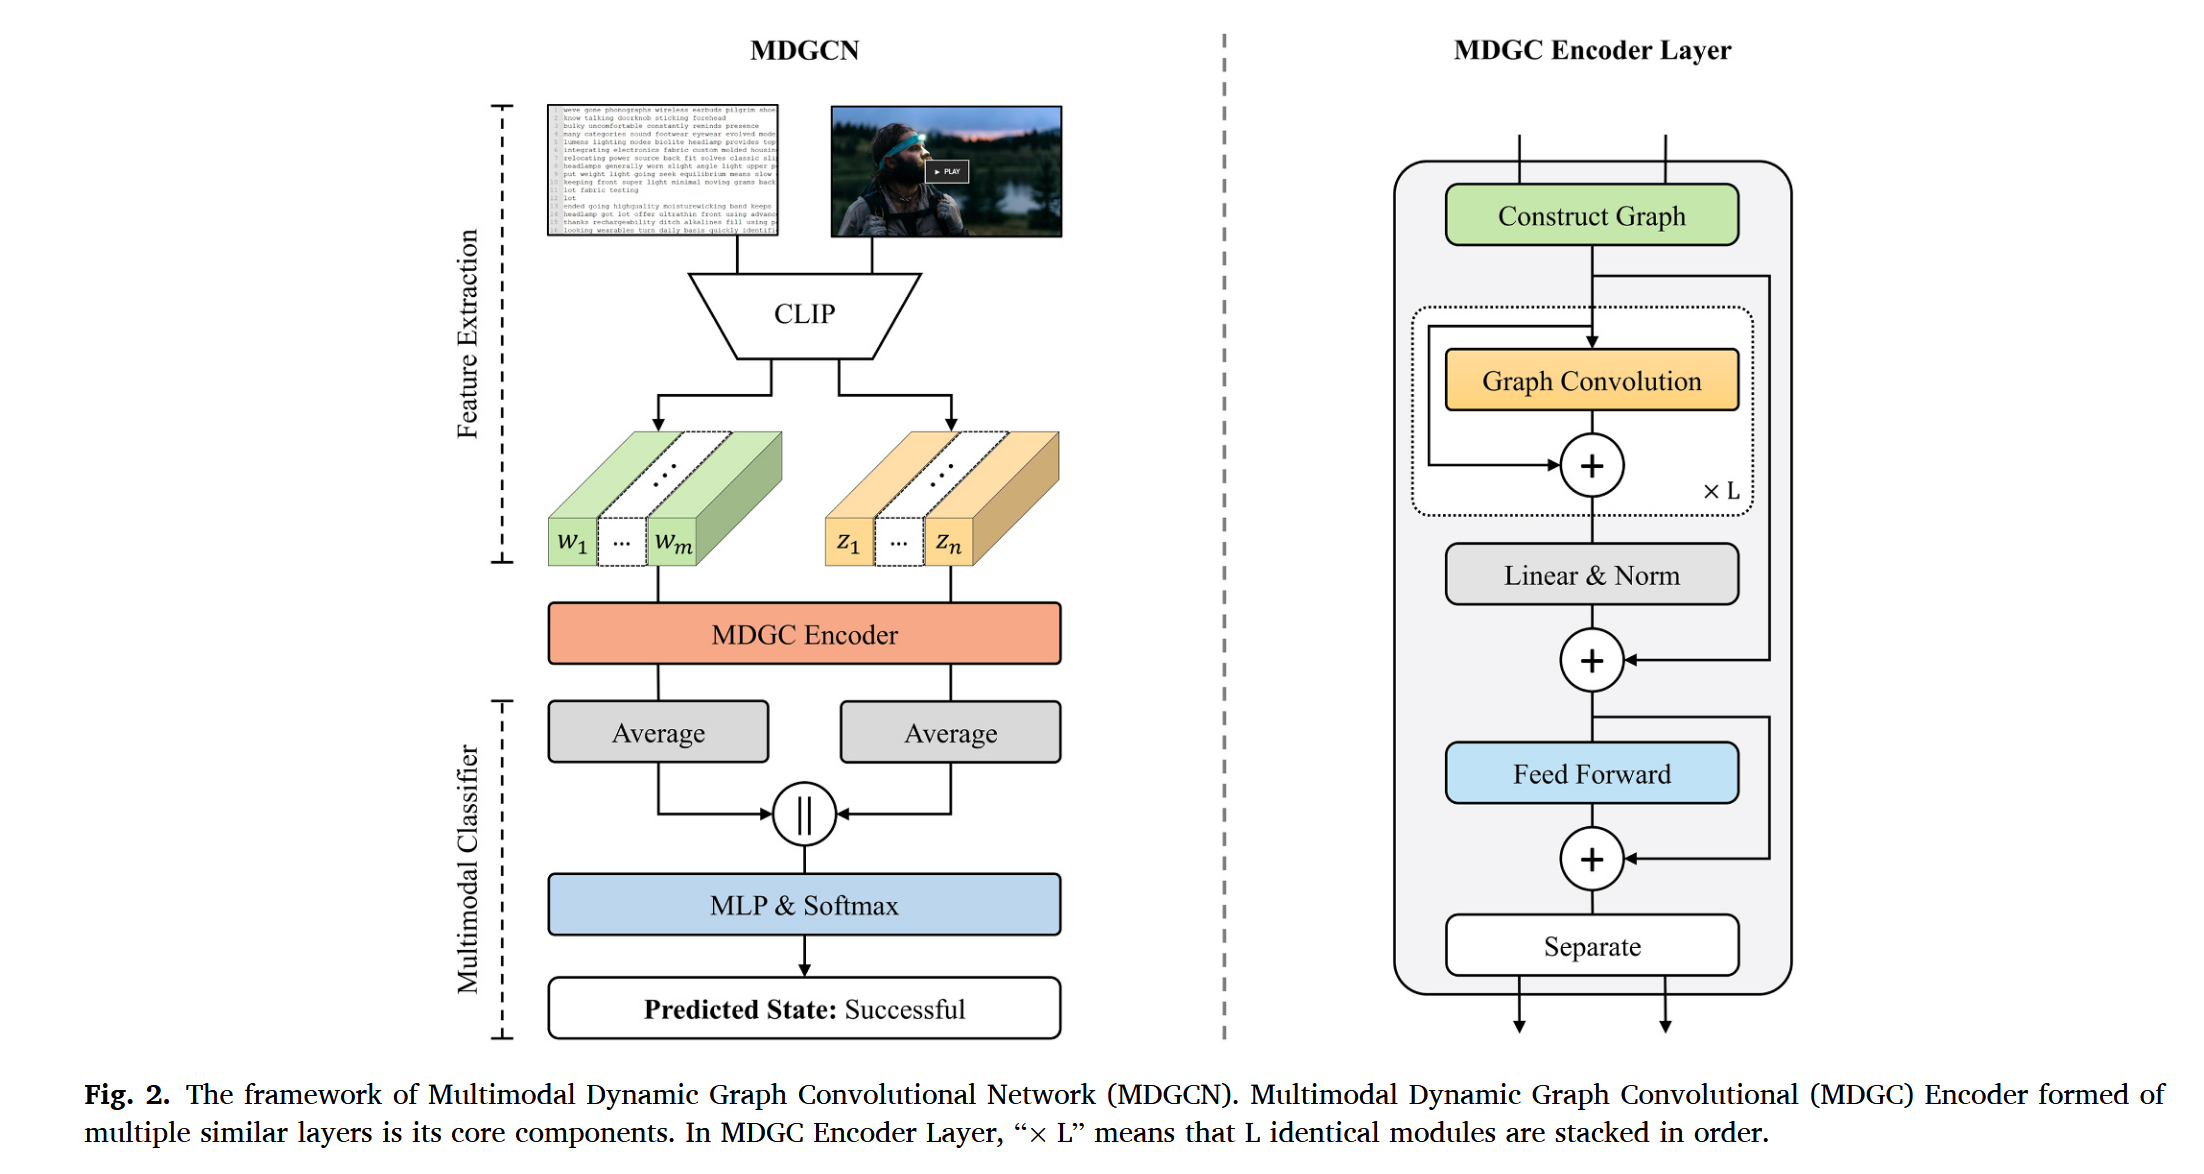 MDGCN
MDGC Encoder Layer
weve gone phonographs wireless earbuds pilgrim shoe
know talking doorknob sticking forehead
bulky uncomfortable constantly reminds presence
many categories sound footwear eyewear evolved mode
lumens lighting modes biolite headlamp provides top
integrating electronics fabric custom molded housin
relocating power source back fit solves classic sli
headlamps generally worn slight angle light upper p
put weight light going seek equilibrium means slow
keeping front super light minimal moving grams back
lot fabric testing
lot
ended going highquality moisturewicking band keeps
headlamp got lot offer ultrathin front using advanc
thanks rechargeability ditch alkalines fill using p
looking wearables turn daily basis quickly identifi
▶ PLAY
Feature Extraction
CLIP
w1 ... wm
z1 ... zn
MDGC Encoder
Multimodal Classifier
Average
Average
||
MLP & Softmax
Predicted State: Successful
Construct Graph
Graph Convolution
+
× L
Linear & Norm
+
Feed Forward
+
Separate
Fig. 2. The framework of Multimodal Dynamic Graph Convolutional Network (MDGCN). Multimodal Dynamic Graph Convolutional (MDGC) Encoder formed of
multiple similar layers is its core components. In MDGC Encoder Layer, “× L” means that L identical modules are stacked in order.